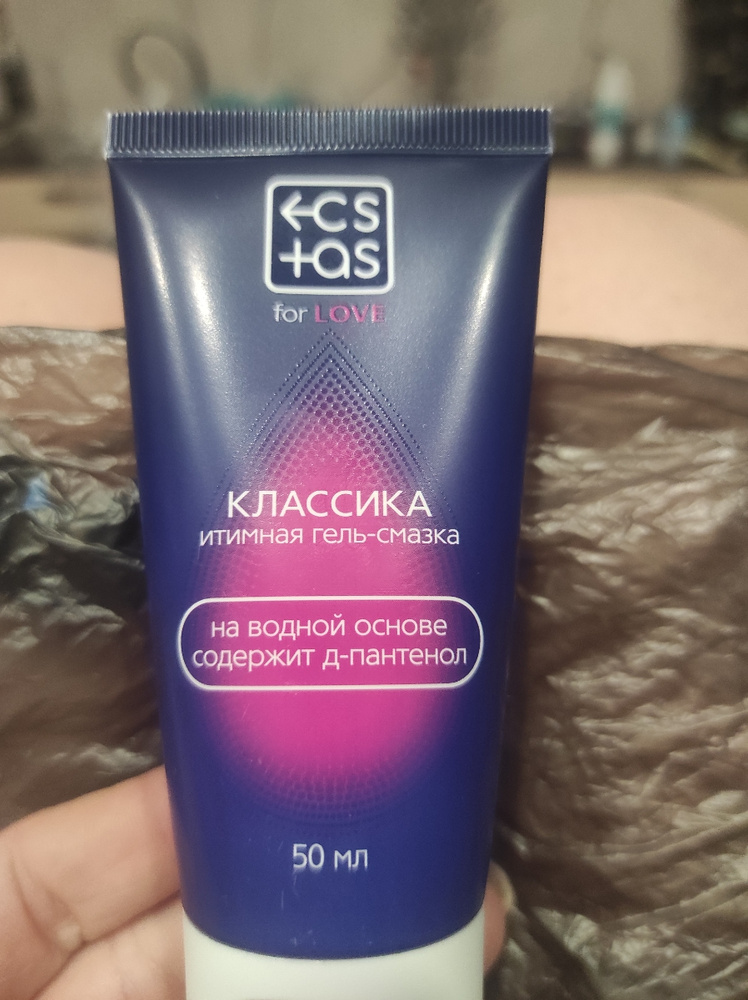 ecs
tas
for LOVE
КЛАССИКА
итимная гель-смазка
на водной основе
содержит д-пантенол
50 мл